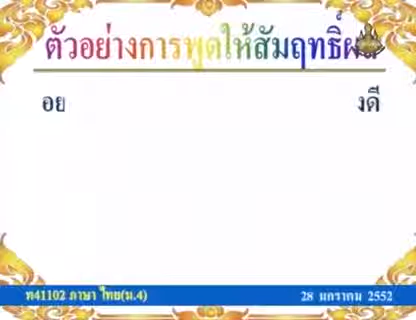 ตัวอย่างการพูดให้สัมฤทธิ์ผล
อย งดี
ท41102 ภาษา ไทย(ม.4) 28 มกราคม 2552